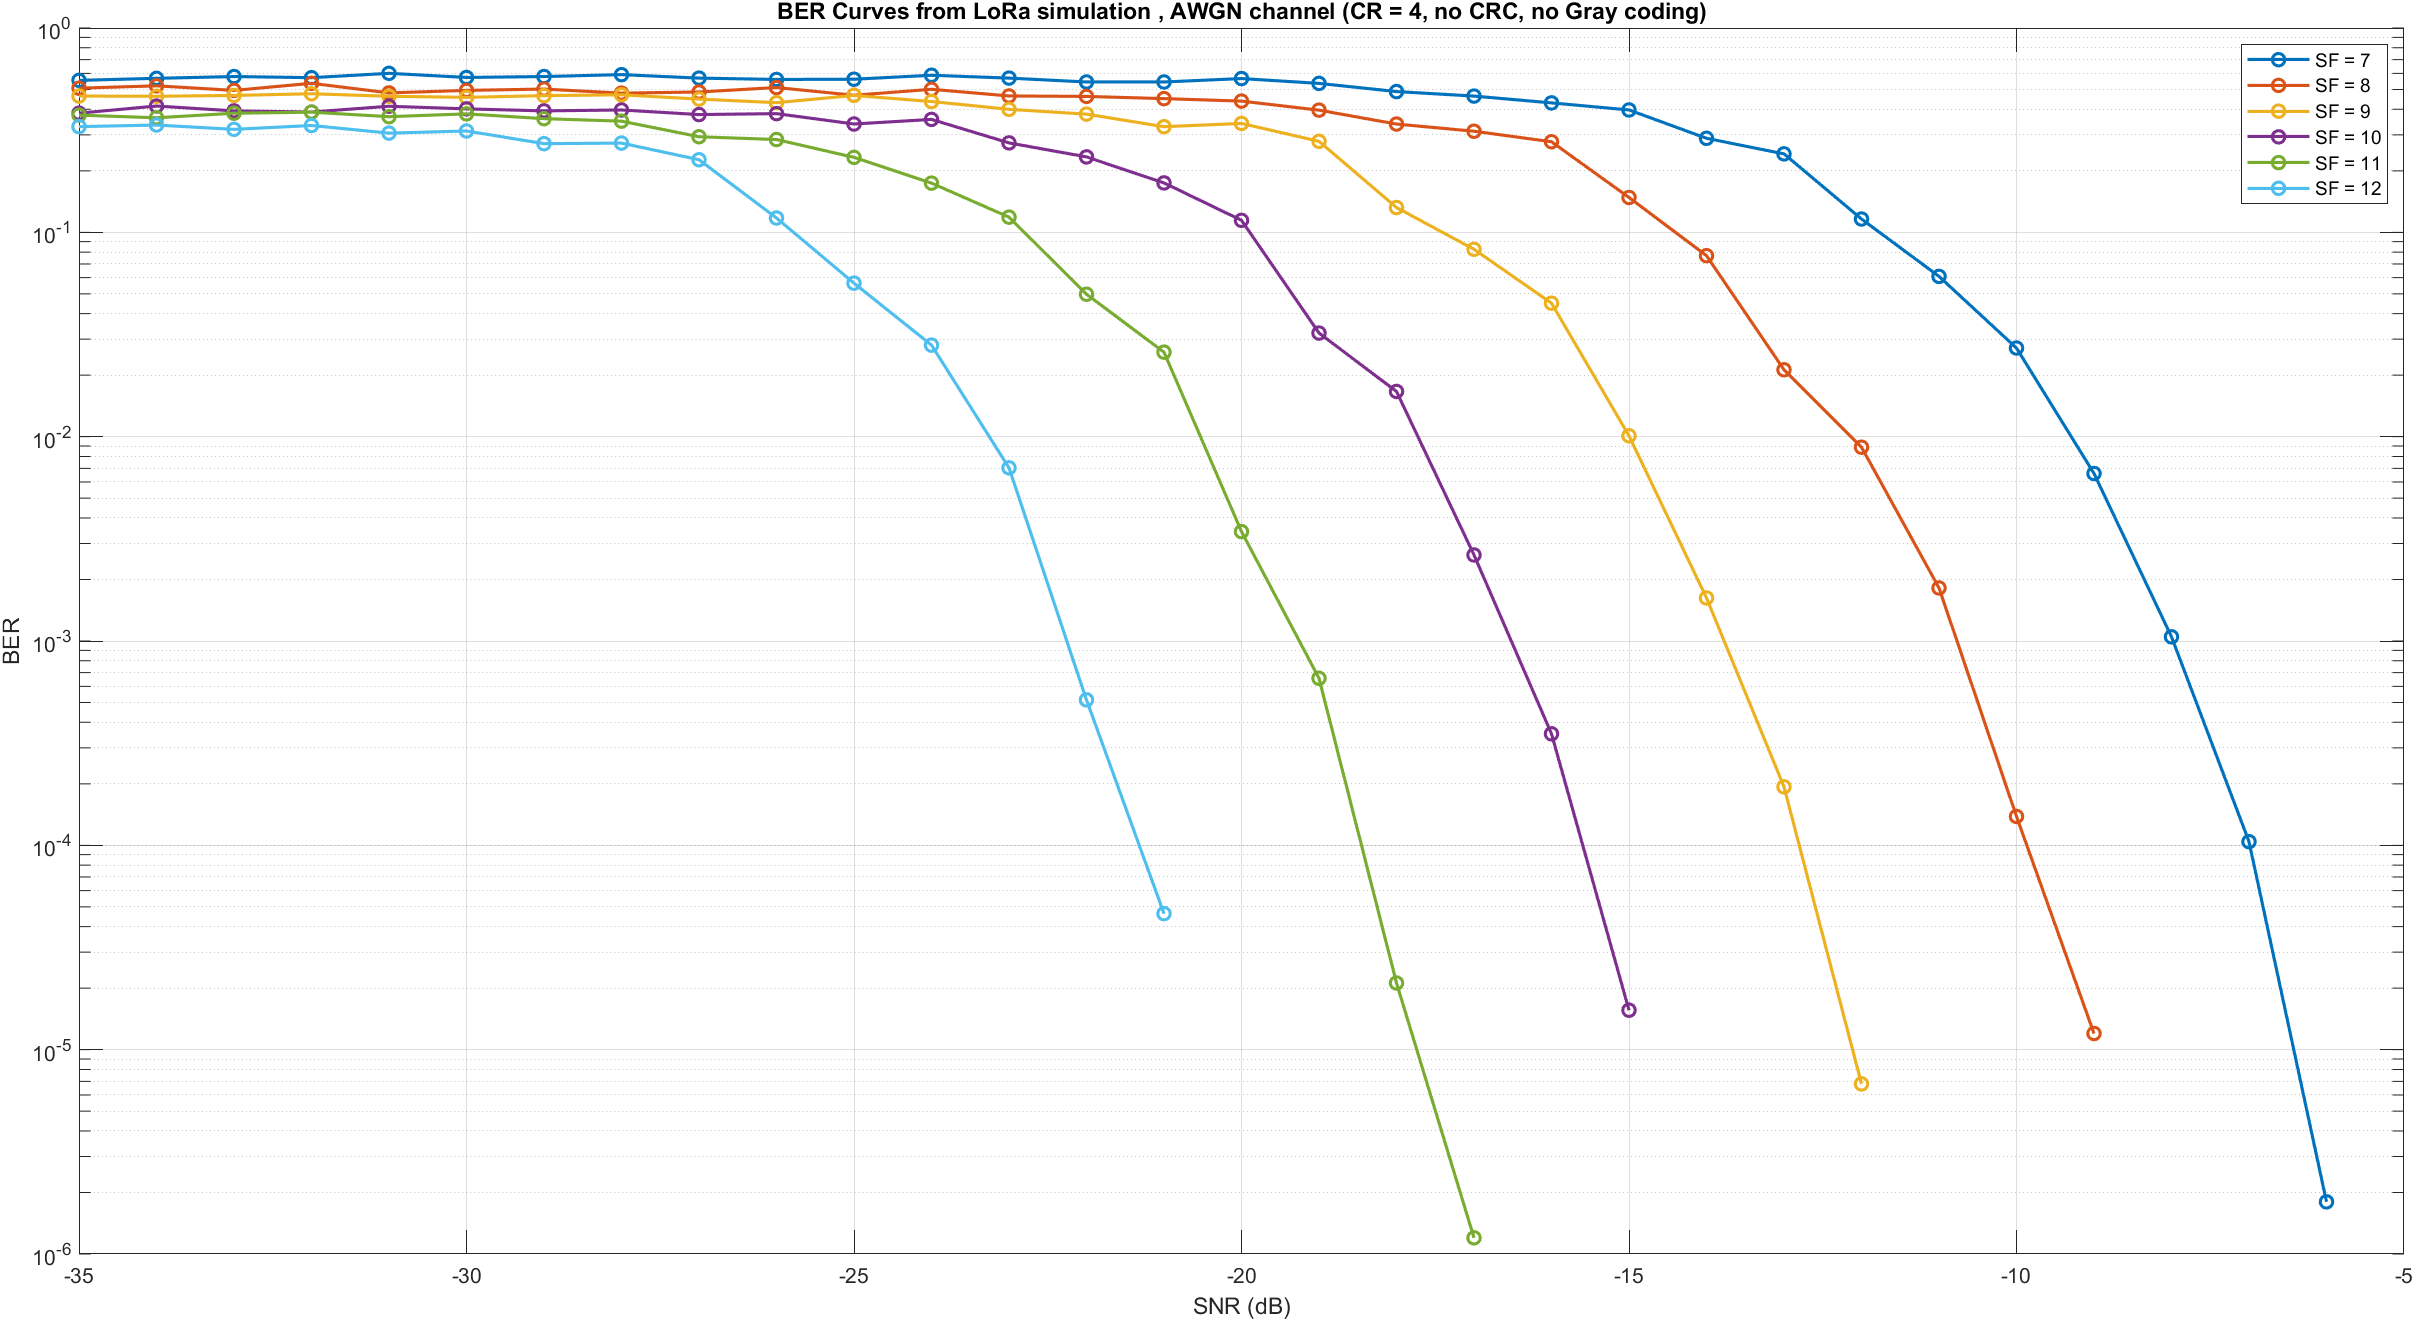 BER Curves from LoRa simulation , AWGN channel (CR = 4, no CRC, no Gray coding)
10^0
10^-1
10^-2
10^-3
10^-4
10^-5
10^-6
BER
SF = 7
SF = 8
SF = 9
SF = 10
SF = 11
SF = 12
-35 -30 -25 -20 -15 -10 -5
SNR (dB)